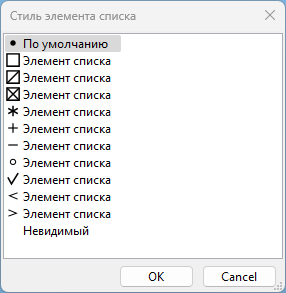 Стиль элемента списка
• По умолчанию
Элемент списка
Элемент списка
Элемент списка
* Элемент списка
+ Элемент списка
− Элемент списка
○ Элемент списка
✓ Элемент списка
< Элемент списка
> Элемент списка
Невидимый
OK
Cancel